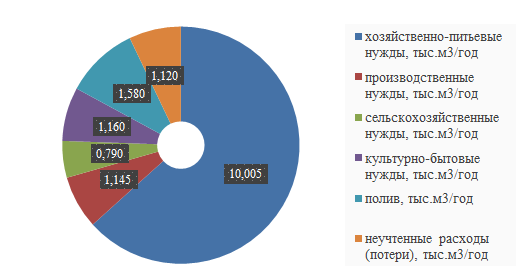 1,120
1,580
1,160
0,790
1,145
10,005
хозяйственно-питьевые
нужды, тыс.м3/год
производственные
нужды, тыс.м3/год
сельскохозяйственные
нужды, тыс.м3/год
культурно-бытовые
нужды, тыс.м3/год
полив, тыс.м3/год
неучтенные расходы
(потери), тыс.м3/год